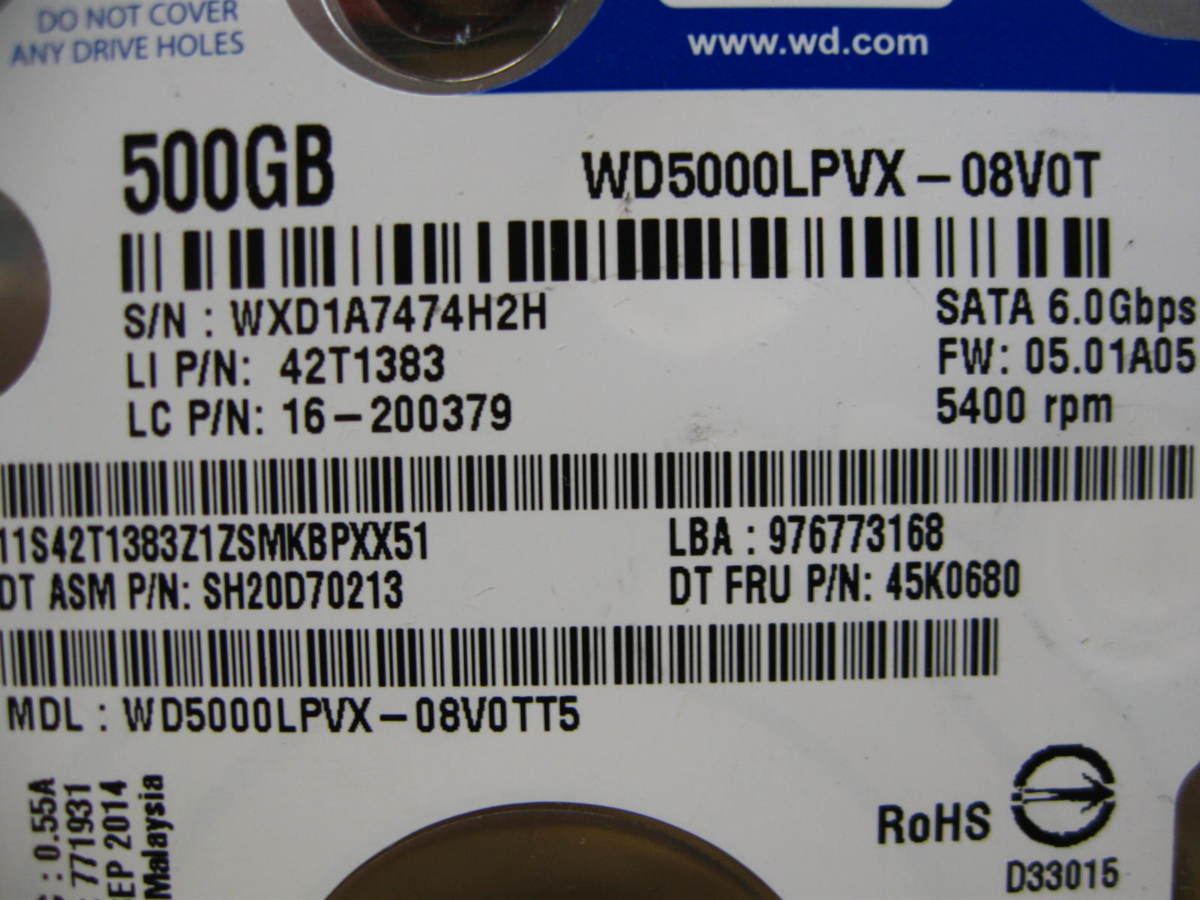 DO NOT COVER
ANY DRIVE HOLES
www.wd.com
500GB
WD5000LPVX-08V0T
S/N : WXD1A7474H2H
SATA 6.0Gbps
LI P/N: 42T1383
FW: 05.01A05
LC P/N: 16-200379
5400 rpm
11S42T1383Z1ZSMKBPXX51
LBA : 976773168
DT ASM P/N: SH20D70213
DT FRU P/N: 45K0680
MDL : WD5000LPVX-08V0TT5
: 0.55A
771931
EP 2014
Malaysia
RoHS
D33015